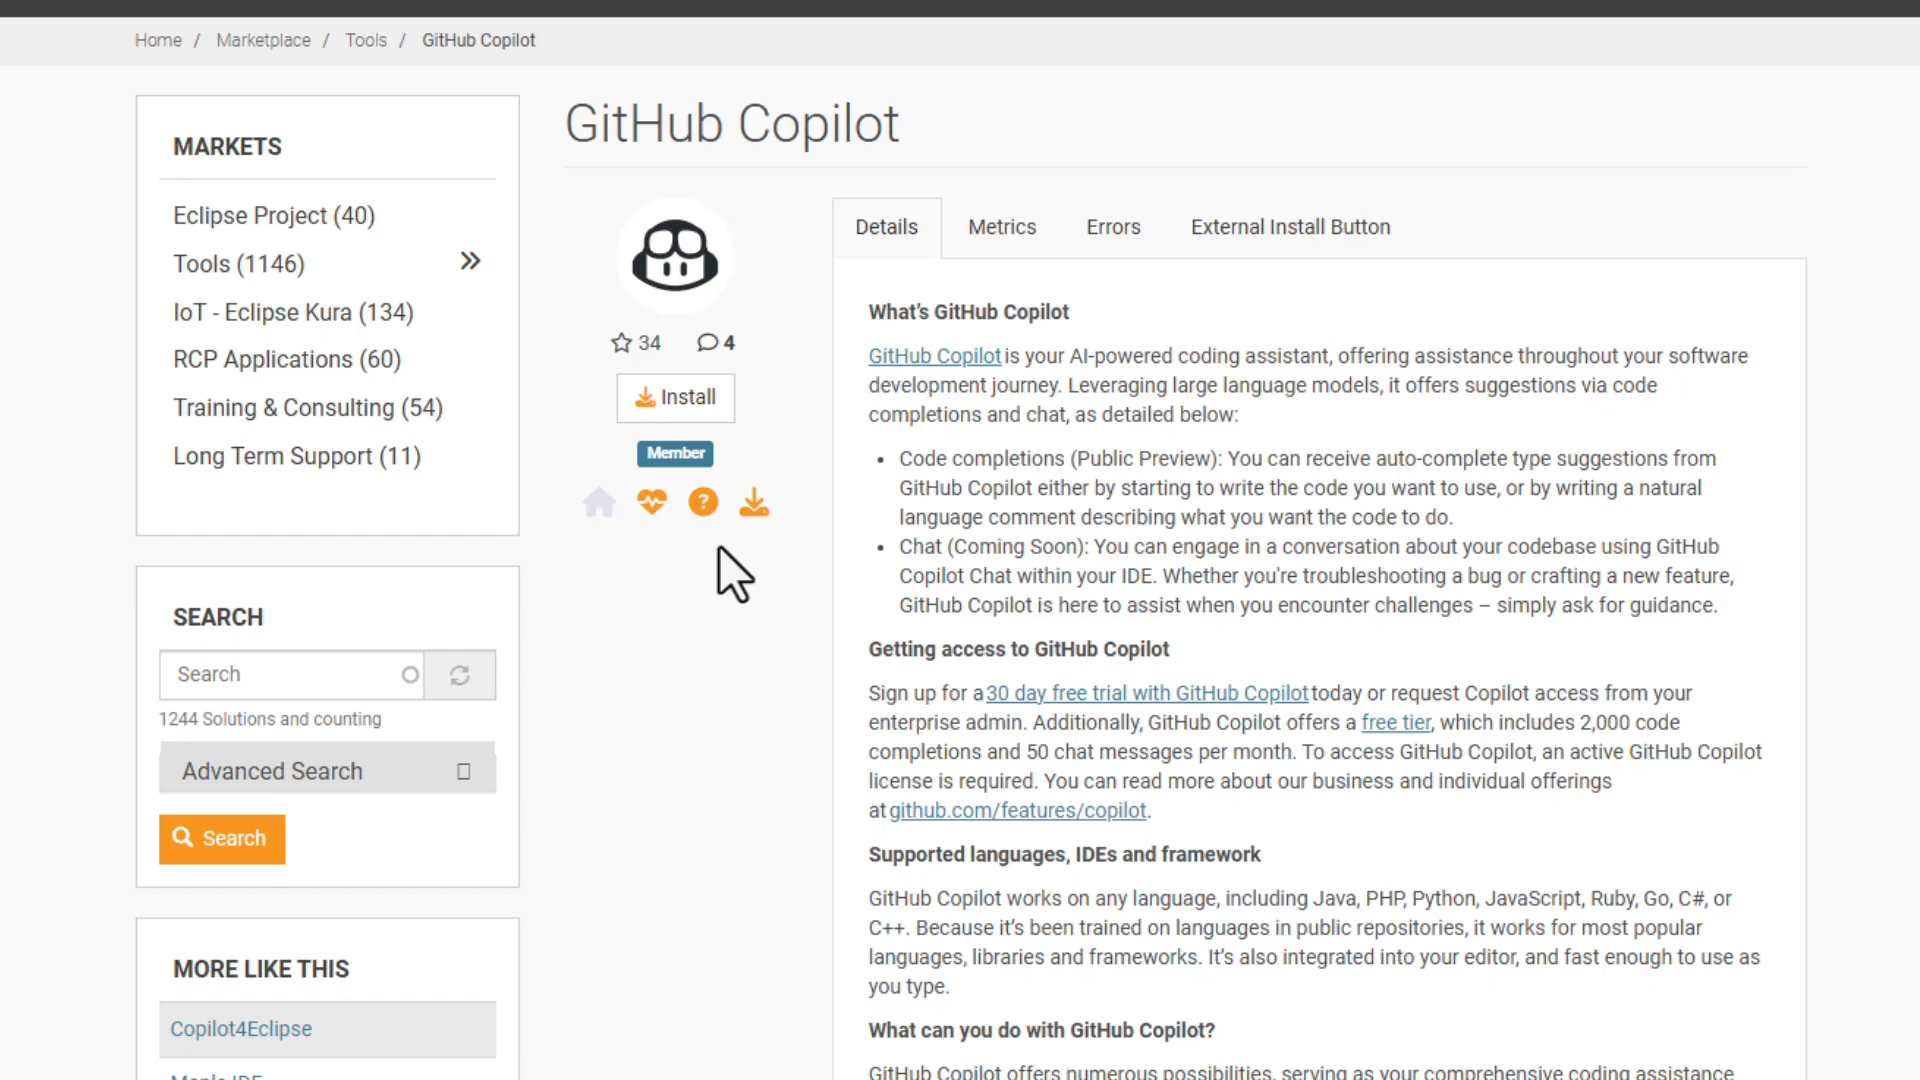 Home / Marketplace / Tools / GitHub Copilot
MARKETS
Eclipse Project (40)
Tools (1146)
IoT - Eclipse Kura (134)
RCP Applications (60)
Training & Consulting (54)
Long Term Support (11)
SEARCH
Search
1244 Solutions and counting
Advanced Search
Search
MORE LIKE THIS
Copilot4Eclipse
GitHub Copilot
34 4
Install
Member
Details Metrics Errors External Install Button
What's GitHub Copilot
GitHub Copilot is your AI-powered coding assistant, offering assistance throughout your software
development journey. Leveraging large language models, it offers suggestions via code
completions and chat, as detailed below:
• Code completions (Public Preview): You can receive auto-complete type suggestions from
GitHub Copilot either by starting to write the code you want to use, or by writing a natural
language comment describing what you want the code to do.
• Chat (Coming Soon): You can engage in a conversation about your codebase using GitHub
Copilot Chat within your IDE. Whether you're troubleshooting a bug or crafting a new feature,
GitHub Copilot is here to assist when you encounter challenges – simply ask for guidance.
Getting access to GitHub Copilot
Sign up for a 30 day free trial with GitHub Copilot today or request Copilot access from your
enterprise admin. Additionally, GitHub Copilot offers a free tier, which includes 2,000 code
completions and 50 chat messages per month. To access GitHub Copilot, an active GitHub Copilot
license is required. You can read more about our business and individual offerings
at github.com/features/copilot.
Supported languages, IDEs and framework
GitHub Copilot works on any language, including Java, PHP, Python, JavaScript, Ruby, Go, C#, or
C++. Because it's been trained on languages in public repositories, it works for most popular
languages, libraries and frameworks. It's also integrated into your editor, and fast enough to use as
you type.
What can you do with GitHub Copilot?
GitHub Copilot offers numerous possibilities, serving as your comprehensive coding assistance